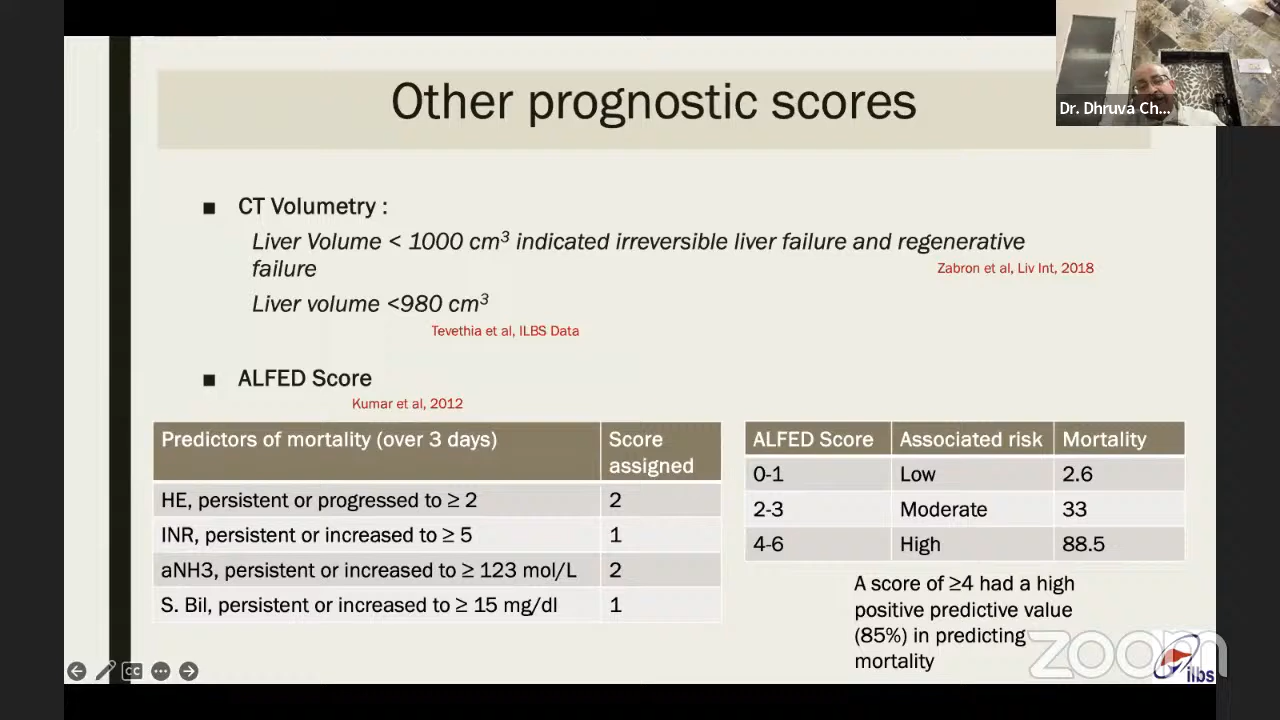 Other prognostic scores
Dr. Dhruva Ch...
■ CT Volumetry :
Liver Volume < 1000 cm³ indicated irreversible liver failure and regenerative
failure
Zabron et al, Liv Int, 2018
Liver volume <980 cm³
Tevethia et al, ILBS Data
■ ALFED Score
Kumar et al, 2012
Predictors of mortality (over 3 days) Score
assigned
HE, persistent or progressed to ≥ 2 2
INR, persistent or increased to ≥ 5 1
aNH3, persistent or increased to ≥ 123 mol/L 2
S. Bil, persistent or increased to ≥ 15 mg/dl 1
ALFED Score Associated risk Mortality
0-1 Low 2.6
2-3 Moderate 33
4-6 High 88.5
A score of ≥4 had a high
positive predictive value
(85%) in predicting
mortality
zoom
ilbs
CC